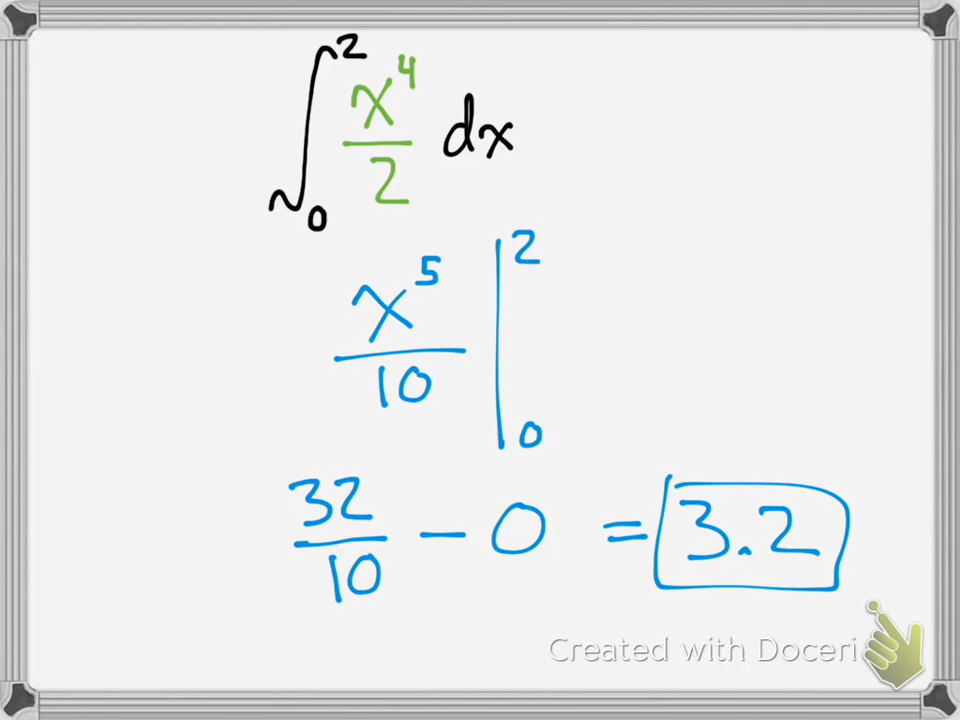 ∫₀² x⁴/2 dx
x⁵/10 |₀²
32/10 − 0 = 3.2
Created with Doceri